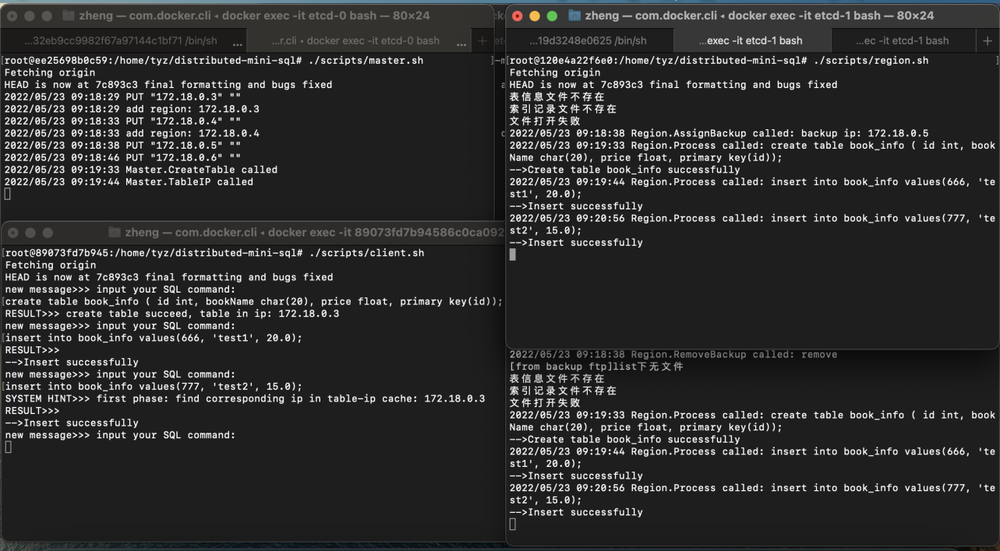 zheng — com.docker.cli ◂ docker exec -it etcd-0 bash — 80×24
...32eb9cc9982f67a97144c1bf71 /bin/sh ... ...r.cli ◂ docker exec -it etcd-0 bash ... +
[root@ee25698b0c59:/home/tyz/distributed-mini-sql# ./scripts/master.sh ]
Fetching origin
HEAD is now at 7c893c3 final formatting and bugs fixed
2022/05/23 09:18:29 PUT "172.18.0.3" ""
2022/05/23 09:18:29 add region: 172.18.0.3
2022/05/23 09:18:33 PUT "172.18.0.4" ""
2022/05/23 09:18:33 add region: 172.18.0.4
2022/05/23 09:18:38 PUT "172.18.0.5" ""
2022/05/23 09:18:46 PUT "172.18.0.6" ""
2022/05/23 09:19:33 Master.CreateTable called
2022/05/23 09:19:44 Master.TableIP called
zheng — com.docker.cli ◂ docker exec -it 89073fd7b94586c0ca092
[root@89073fd7b945:/home/tyz/distributed-mini-sql# ./scripts/client.sh
Fetching origin
HEAD is now at 7c893c3 final formatting and bugs fixed
new message>>> input your SQL command:
[create table book_info ( id int, bookName char(20), price float, primary key(id));
RESULT>>> create table succeed, table in ip: 172.18.0.3
new message>>> input your SQL command:
[insert into book_info values(666, 'test1', 20.0);
RESULT>>>
-->Insert successfully
new message>>> input your SQL command:
[insert into book_info values(777, 'test2', 15.0);
SYSTEM HINT>>> first phase: find corresponding ip in table-ip cache: 172.18.0.3
RESULT>>>
-->Insert successfully
new message>>> input your SQL command:
zheng — com.docker.cli ◂ docker exec -it etcd-1 bash — 80×24
...19d3248e0625 /bin/sh ...exec -it etcd-1 bash ...ec -it etcd-1 bash +
[root@120e4a22f6e0:/home/tyz/distributed-mini-sql# ./scripts/region.sh ]
Fetching origin
HEAD is now at 7c893c3 final formatting and bugs fixed
表信息文件不存在
索引记录文件不存在
文件打开失败
2022/05/23 09:18:38 Region.AssignBackup called: backup ip: 172.18.0.5
2022/05/23 09:19:33 Region.Process called: create table book_info ( id int, book
Name char(20), price float, primary key(id));
-->Create table book_info successfully
2022/05/23 09:19:44 Region.Process called: insert into book_info values(666, 'te
st1', 20.0);
-->Insert successfully
2022/05/23 09:20:56 Region.Process called: insert into book_info values(777, 'te
st2', 15.0);
-->Insert successfully
2022/05/23 09:18:38 Region.RemoveBackup called: remove
[from backup ftp]list下无文件
表信息文件不存在
索引记录文件不存在
文件打开失败
2022/05/23 09:19:33 Region.Process called: create table book_info ( id int, book
Name char(20), price float, primary key(id));
-->Create table book_info successfully
2022/05/23 09:19:44 Region.Process called: insert into book_info values(666, 'te
st1', 20.0);
-->Insert successfully
2022/05/23 09:20:56 Region.Process called: insert into book_info values(777, 'te
st2', 15.0);
-->Insert successfully